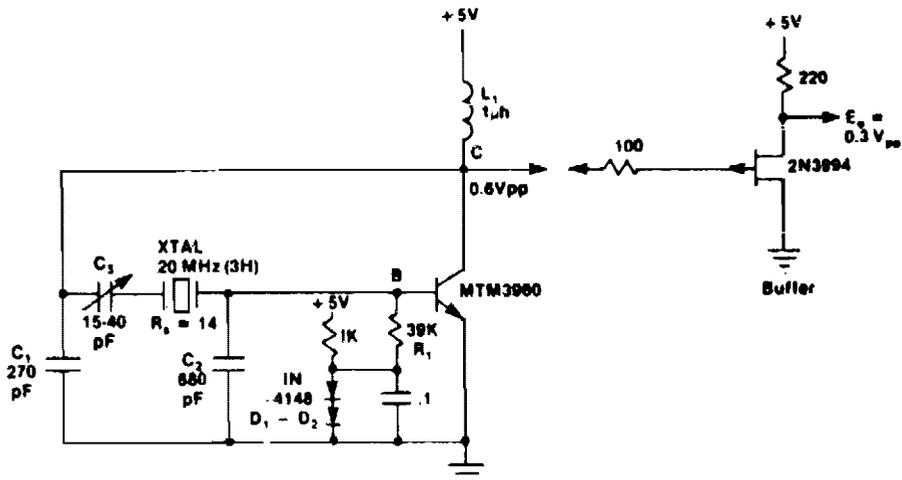 + 5V
+ 5V
L₁
1μh
220
E₀ =
0.3 Vpp
C
0.6Vpp
100
2N3994
Buffer
XTAL
20 MHz (3H)
C₃
15-40
pF
Rₛ = 14
B
MTM3960
+ 5V
1K
39K
R₁
C₁
270
pF
C₂
680
pF
IN
4148
D₁ – D₂
.1